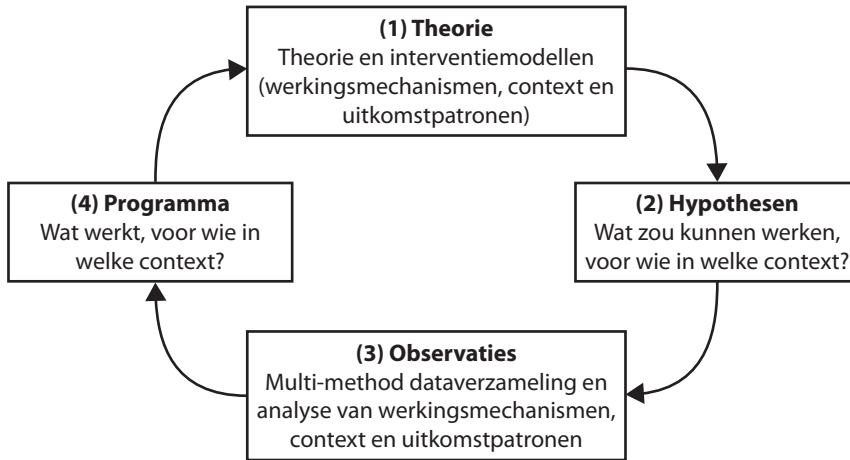 (1) Theorie
Theorie en interventiemodellen
(werkingsmechanismen, context en
uitkomstpatronen)
(4) Programma
Wat werkt, voor wie in
welke context?
(2) Hypothesen
Wat zou kunnen werken,
voor wie in welke context?
(3) Observaties
Multi-method dataverzameling en
analyse van werkingsmechanismen,
context en uitkomstpatronen